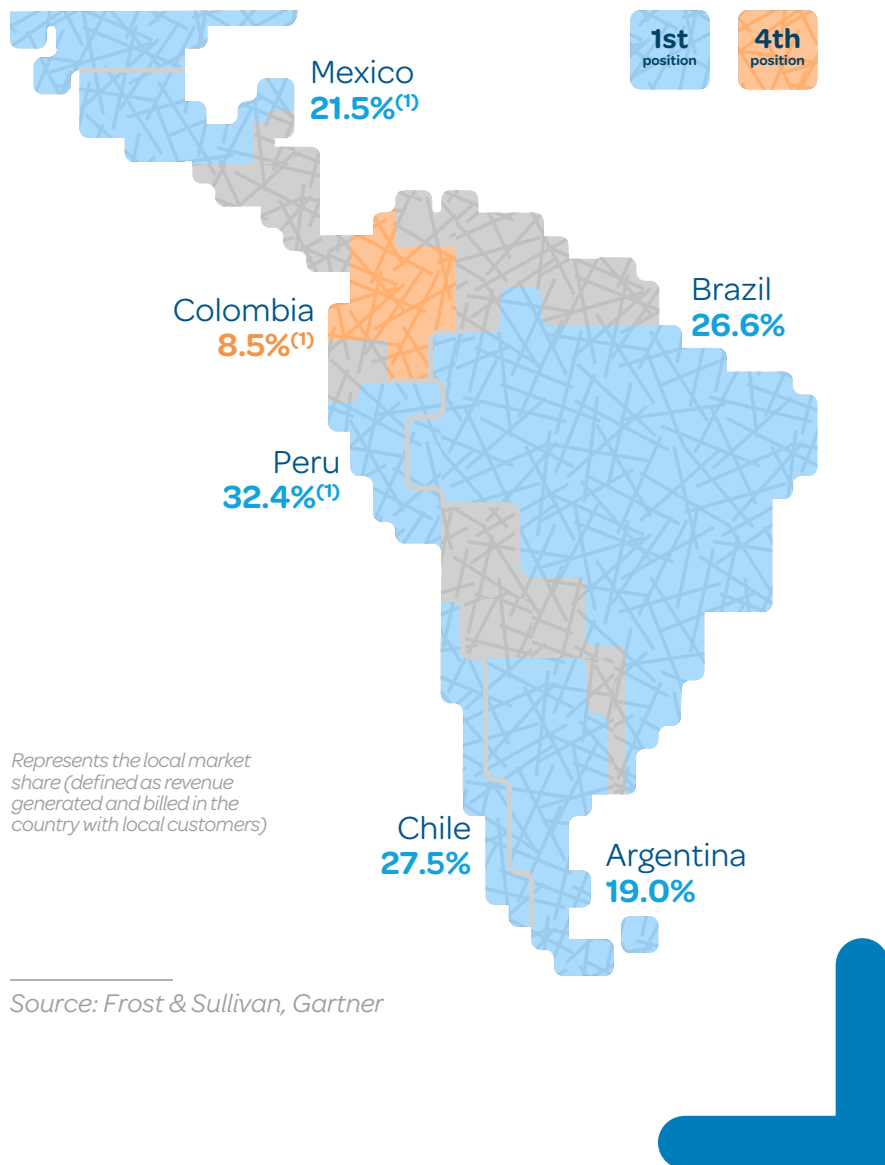 1st
position
4th
position
Mexico
21.5%(1)
Colombia
8.5%(1)
Brazil
26.6%
Peru
32.4%(1)
Represents the local market
share (defined as revenue
generated and billed in the
country with local customers)
Chile
27.5%
Argentina
19.0%
Source: Frost & Sullivan, Gartner